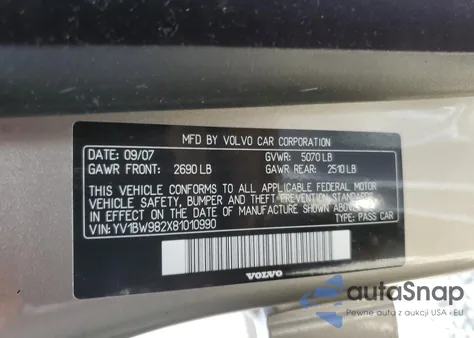 MFD BY VOLVO CAR CORPORATION
DATE: 09/07 GVWR: 5070 LB
GAWR FRONT: 2690 LB GAWR REAR: 2510 LB
THIS VEHICLE CONFORMS TO ALL APPLICABLE FEDERAL MOTOR
VEHICLE SAFETY, BUMPER AND THEFT PREVENTION STANDARDS
IN EFFECT ON THE DATE OF MANUFACTURE SHOWN ABOVE.
VIN: YV1BW982X81010990 TYPE: PASS CAR
VOLVO
autoSnap
Pewne auta z aukcji USA i EU